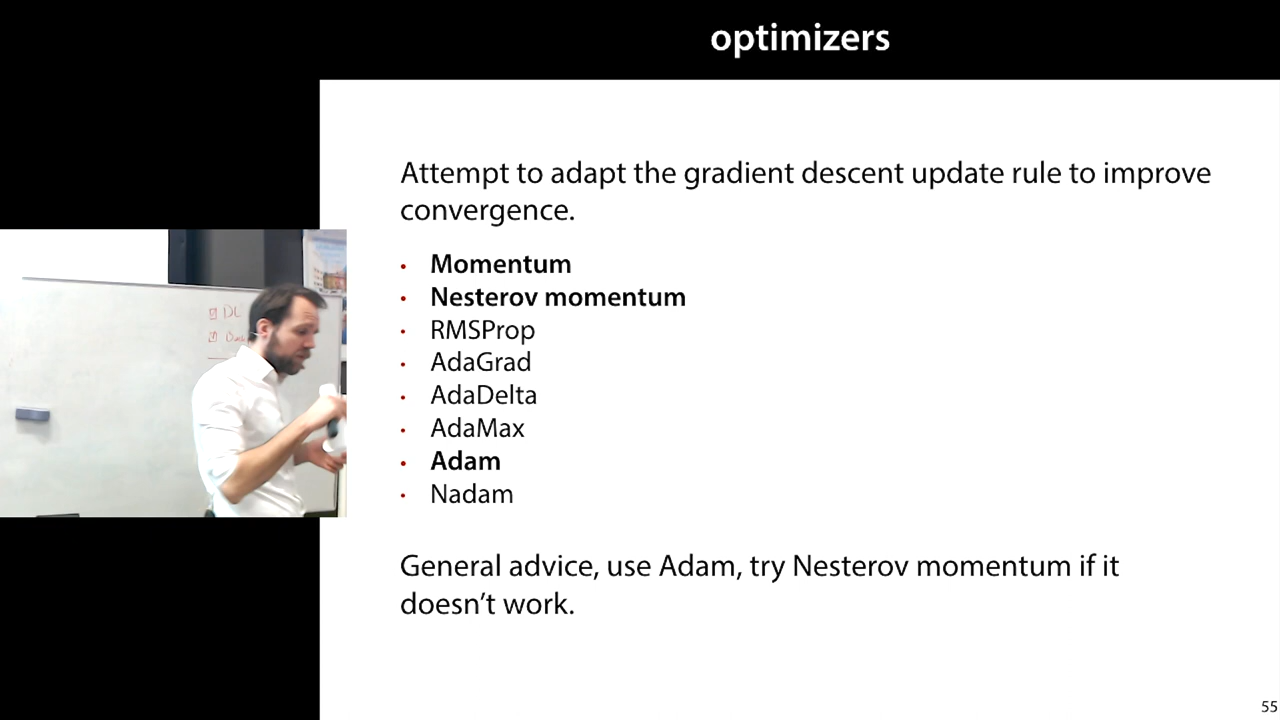 optimizers
Attempt to adapt the gradient descent update rule to improve
convergence.
• Momentum
• Nesterov momentum
• RMSProp
• AdaGrad
• AdaDelta
• AdaMax
• Adam
• Nadam
General advice, use Adam, try Nesterov momentum if it
doesn't work.
DL
55